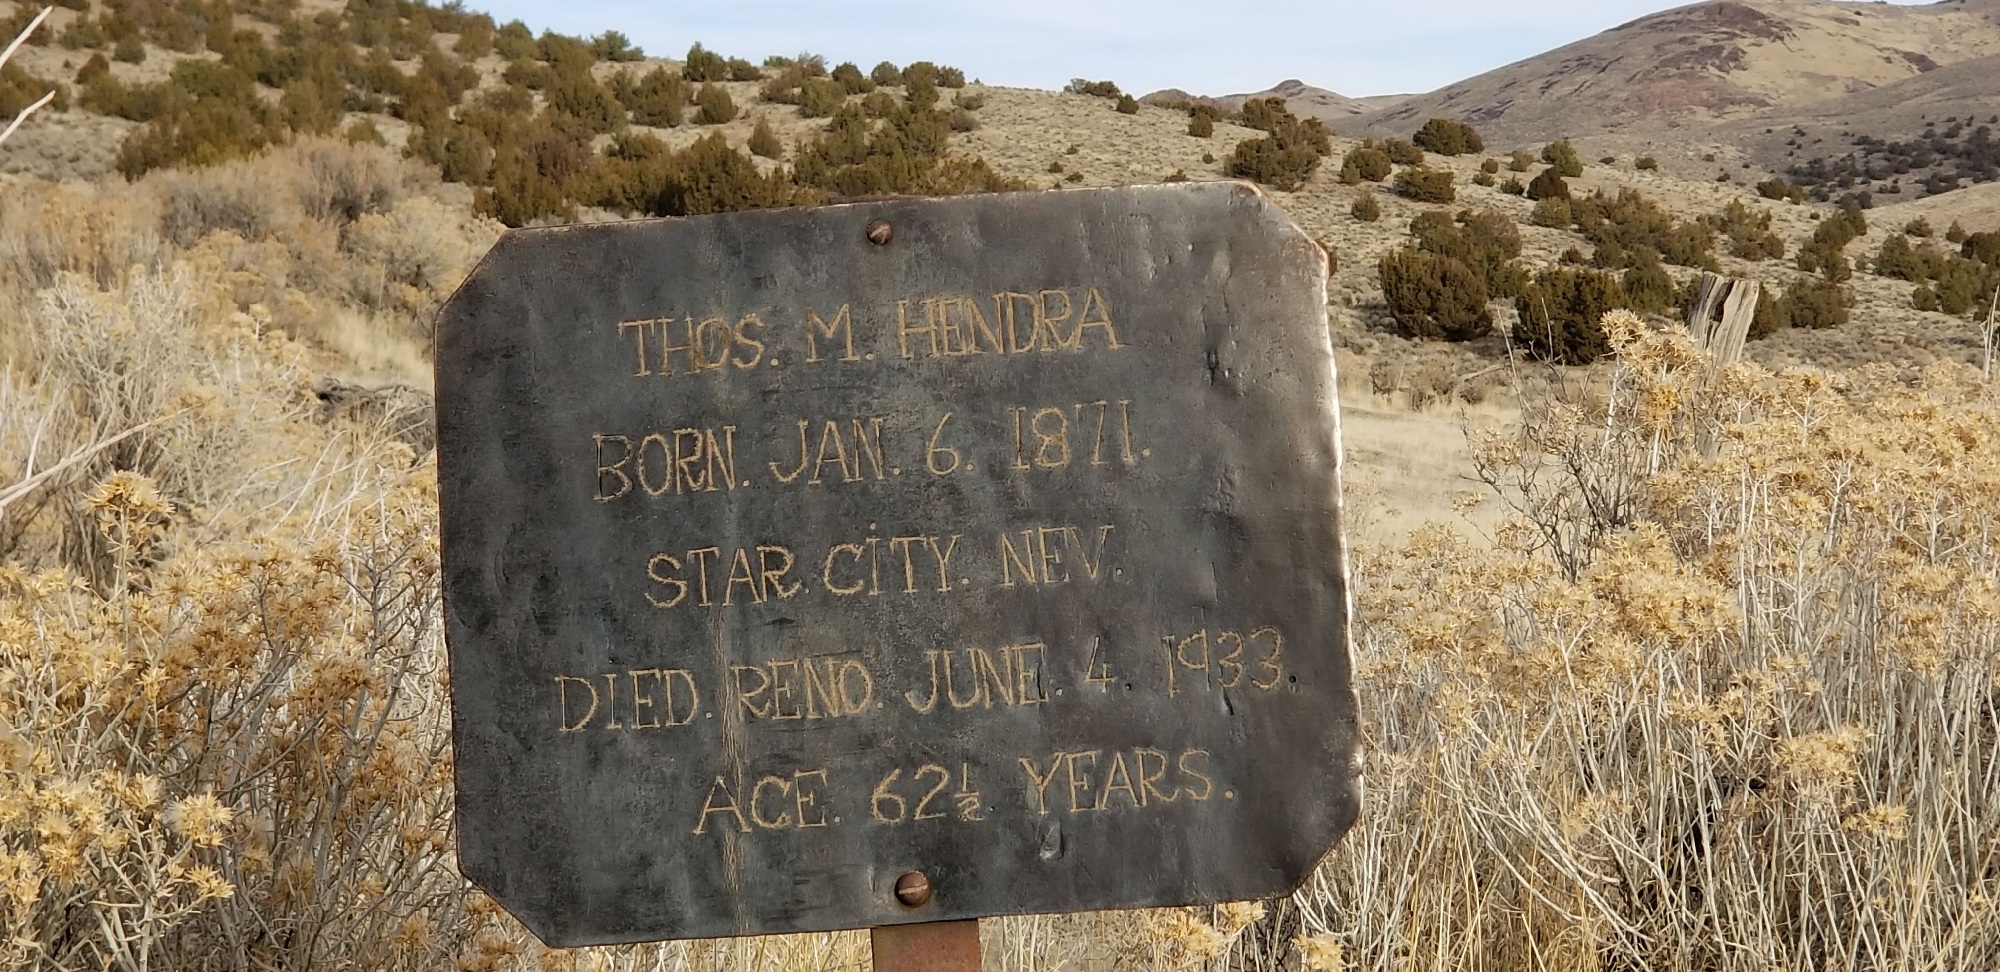 THOS. M. HENDRA
BORN. JAN. 6. 1871.
STAR. CITY. NEV.
DIED. RENO. JUNE. 4. 1933.
AGE. 62½. YEARS.